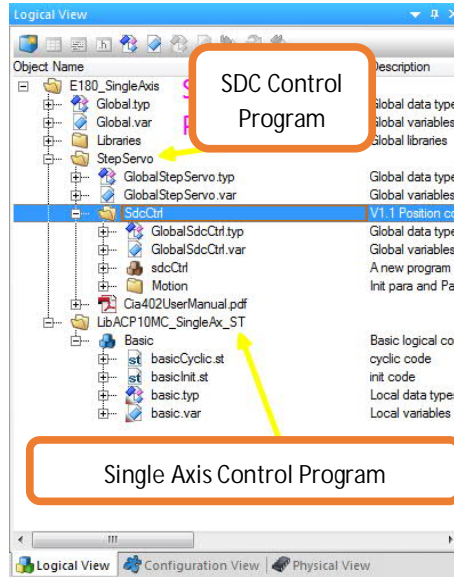 Logical View
Object Name
Description
SDC Control
Program
E180_SingleAxis
Global.typ
Global data type
Global.var
Global variables
Libraries
Global libraries
StepServo
GlobalStepServo.typ
Global data type
GlobalStepServo.var
Global variables
SdcCtrl
V1.1 Position co
GlobalSdcCtrl.typ
Global data type
GlobalSdcCtrl.var
Global variables
sdcCtrl
A new program
Motion
Init para and Pa
Cia402UserManual.pdf
LibACP10MC_SingleAx_ST
Basic
Basic logical co
basicCyclic.st
cyclic code
basicInit.st
init code
basic.typ
Local data types
basic.var
Local variables
Single Axis Control Program
Logical View
Configuration View
Physical View